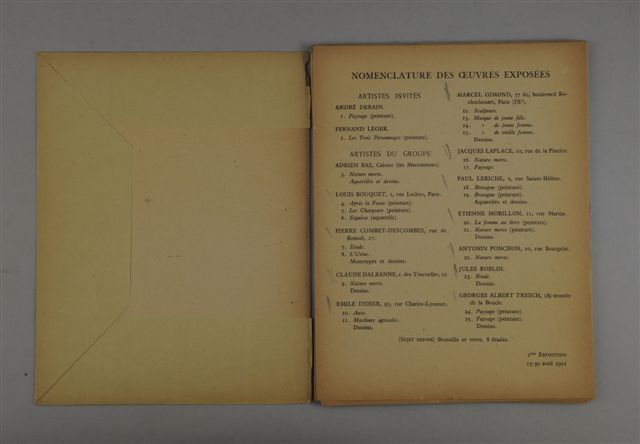 NOMENCLATURE DES ŒUVRES EXPOSÉES
ARTISTES INVITÉS
ANDRÉ DERAIN.
1. Paysage (peinture).
FERNAND LÉGER.
2. Les Trois Personnages (peinture).
ARTISTES DU GROUPE
ADRIEN BAS, Caluire (les Marronniers).
3. Nature morte.
Aquarelles et dessins.
LOUIS BOUQUET, 2, rue Leclerc, Paris.
4. Après la Faute (peinture).
5. Les Chargeurs (peinture).
6. Esquisse (aquarelle).
PIERRE COMBET-DESCOMBES, rue de
Bonnel, 17.
7. Etude.
8. L'Usine.
Monotypes et dessins.
CLAUDE DALBANNE, r. des Tournelles, 12
9. Nature morte.
Dessins.
EMILE DIDIER, 95, rue Charles-Lyonnet.
10. Auto.
11. Machines agricoles.
Dessins.
MARCEL GIMOND, 57 bis, boulevard Ro-
chechouart, Paris (IXe).
12. Sculpture.
13. Masque de jeune fille.
14. » de jeune femme.
15. » de vieille femme.
Dessins.
JACQUES LAPLACE, 10, rue de la Platière.
16. Nature morte.
17. Paysage.
PAUL LERICHE, 2, rue Sainte-Hélène.
18. Bretagne (peinture).
19. Bretagne (peinture).
Aquarelles et dessins.
ETIENNE MORILLON, 11, rue Martin.
20. La femme au livre (peinture).
21. Nature morte (peinture).
Dessins.
ANTONIN PONCHON, 10, rue Bourgelat.
22. Nature morte.
JULES ROBLIN.
23. Etude.
Dessins.
GEORGES ALBERT TRESCH, 18, montée
de la Boucle.
24. Paysage (peinture).
25. Paysage (peinture).
Dessins.
[SUJET IMPOSÉ] Bouteille et verre, 8 études.
2me EXPOSITION
15-30 avril 1921